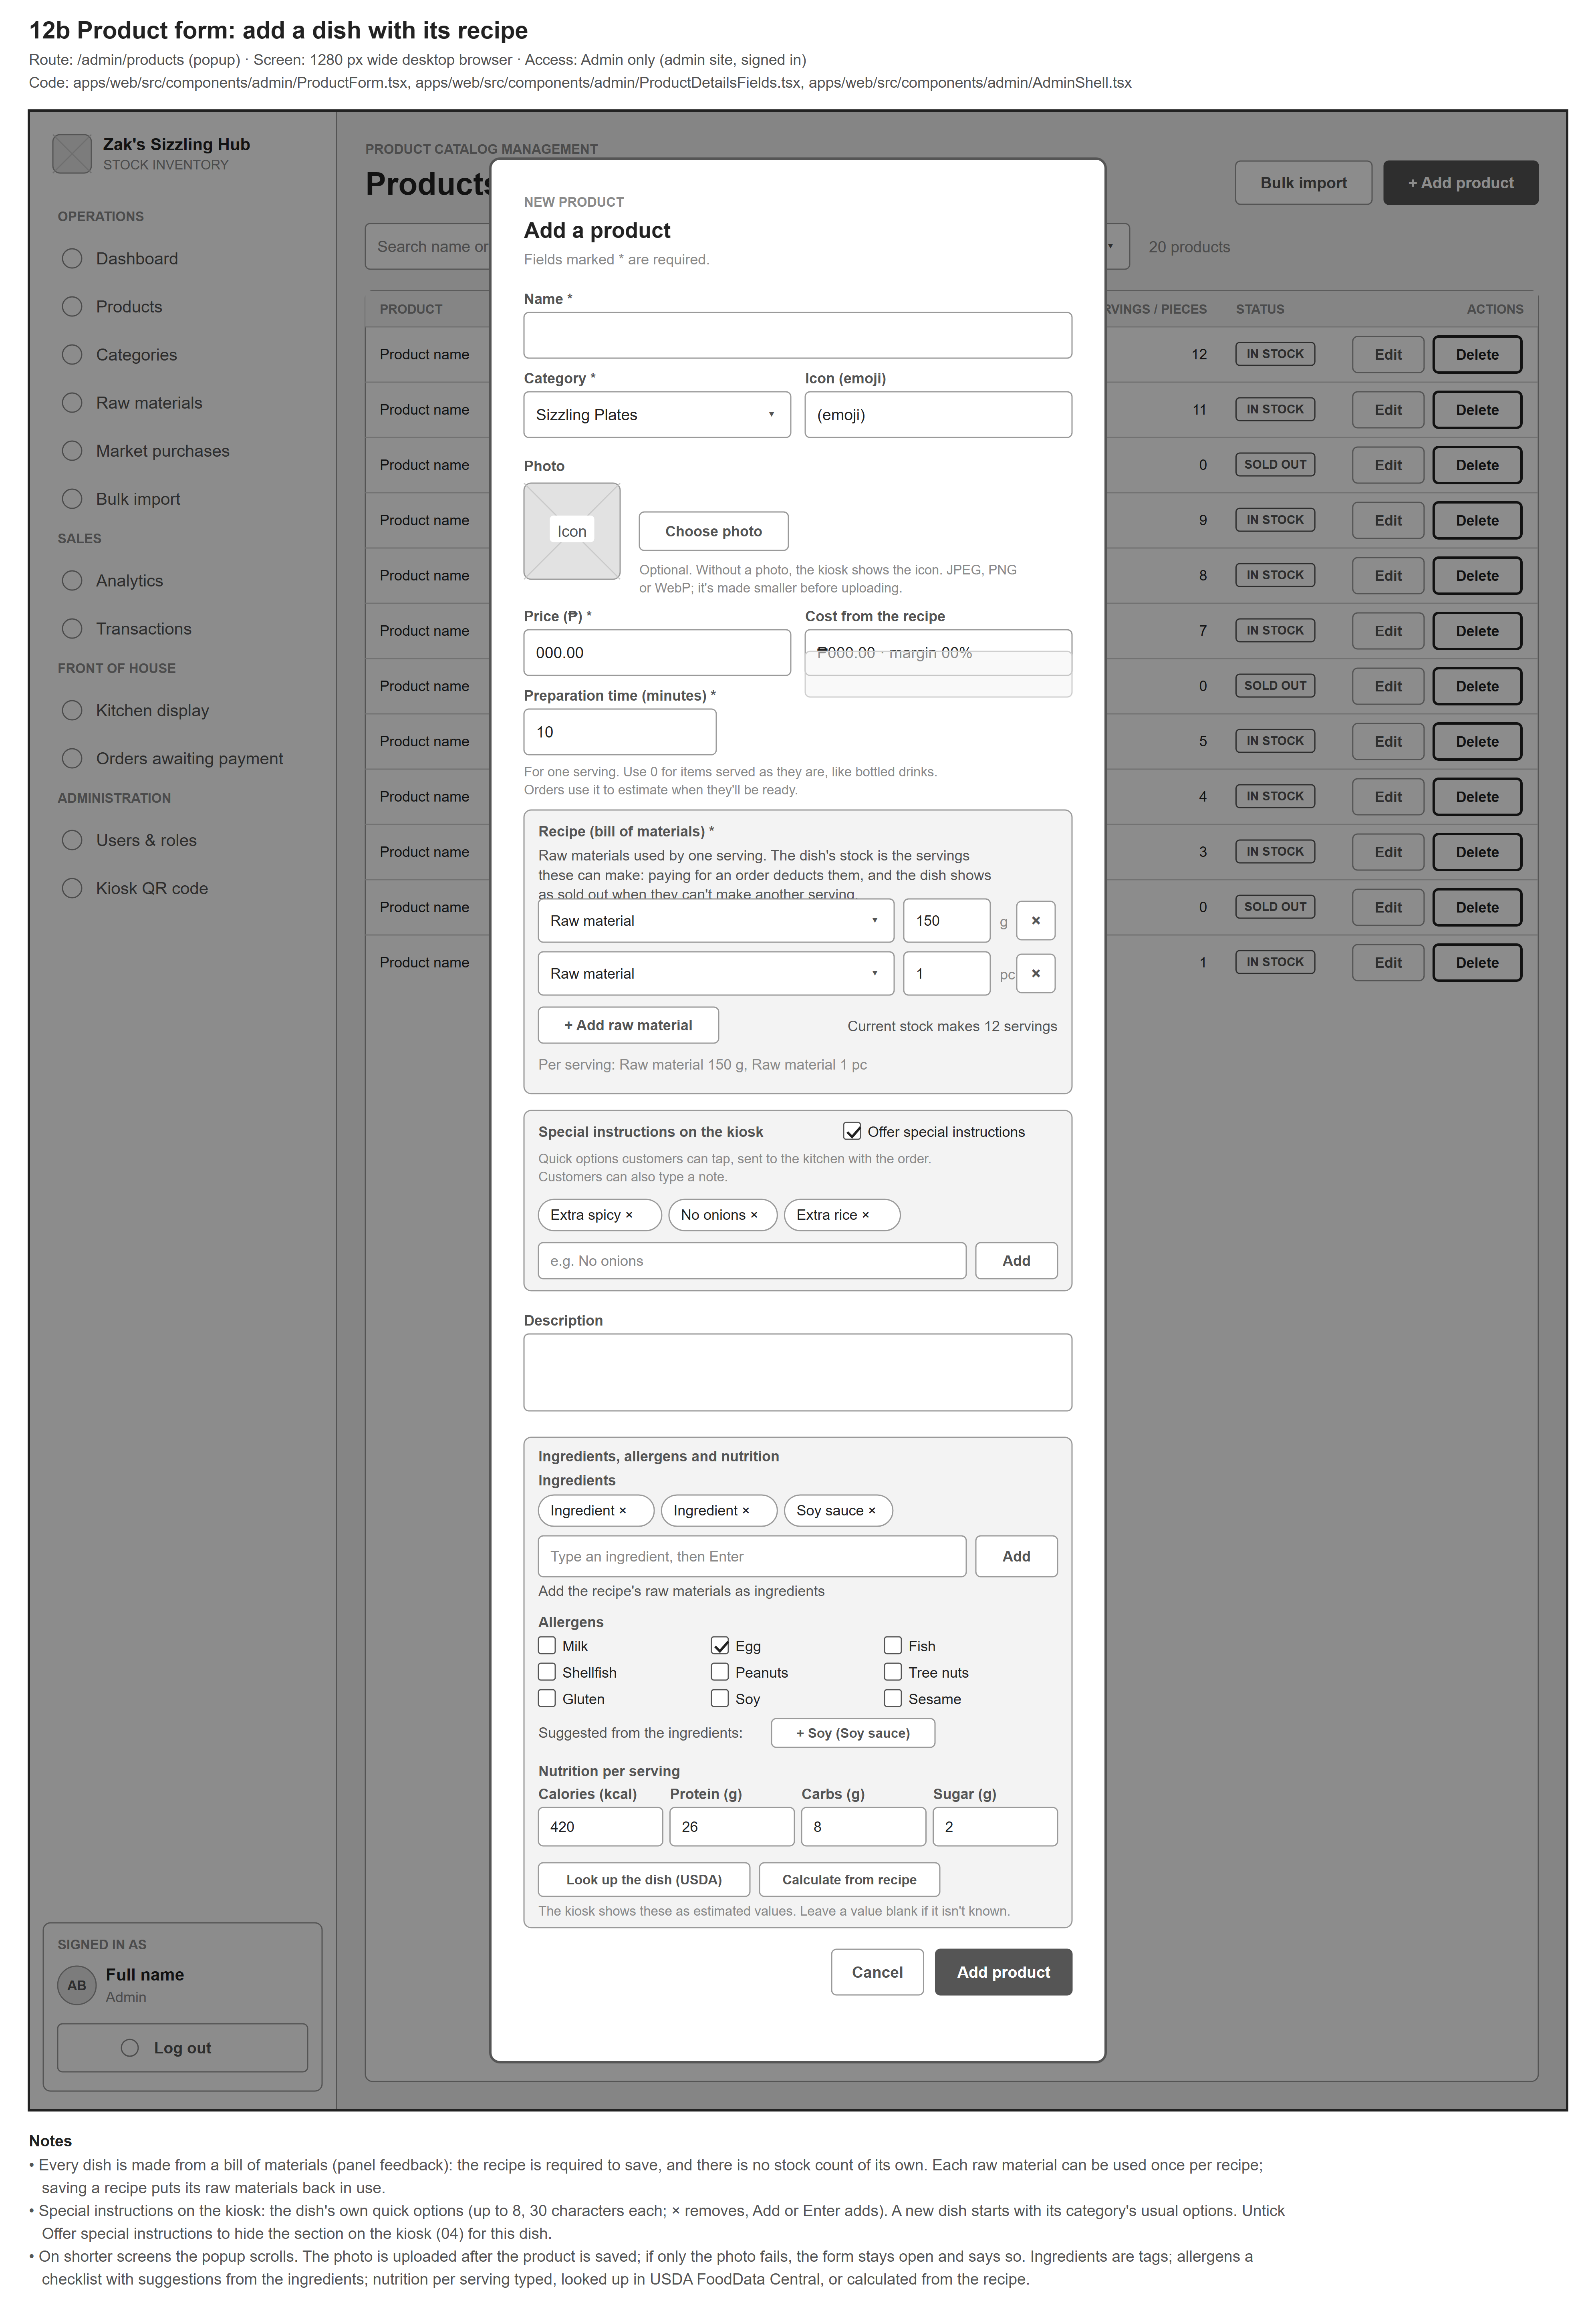 12b Product form: add a dish with its recipe
Route: /admin/products (popup) · Screen: 1280 px wide desktop browser · Access: Admin only (admin site, signed in)
Code: apps/web/src/components/admin/ProductForm.tsx, apps/web/src/components/admin/ProductDetailsFields.tsx, apps/web/src/components/admin/AdminShell.tsx
Zak's Sizzling Hub
STOCK INVENTORY
OPERATIONS
Dashboard
Products
Categories
Raw materials
Market purchases
Bulk import
SALES
Analytics
Transactions
FRONT OF HOUSE
Kitchen display
Orders awaiting payment
ADMINISTRATION
Users & roles
Kiosk QR code
SIGNED IN AS
AB
Full name
Admin
Log out
PRODUCT CATALOG MANAGEMENT
Products
Bulk import
+ Add product
Search name or
20 products
PRODUCT
RVINGS / PIECES
STATUS
ACTIONS
Product name 12 IN STOCK Edit Delete
Product name 11 IN STOCK Edit Delete
Product name 0 SOLD OUT Edit Delete
Product name 9 IN STOCK Edit Delete
Product name 8 IN STOCK Edit Delete
Product name 7 IN STOCK Edit Delete
Product name 0 SOLD OUT Edit Delete
Product name 5 IN STOCK Edit Delete
Product name 4 IN STOCK Edit Delete
Product name 3 IN STOCK Edit Delete
Product name 0 SOLD OUT Edit Delete
Product name 1 IN STOCK Edit Delete
NEW PRODUCT
Add a product
Fields marked * are required.
Name *
Category * Icon (emoji)
Sizzling Plates (emoji)
Photo
Icon
Choose photo
Optional. Without a photo, the kiosk shows the icon. JPEG, PNG
or WebP; it's made smaller before uploading.
Price (₱) * Cost from the recipe
000.00 ₱000.00 · margin 00%
Preparation time (minutes) *
10
For one serving. Use 0 for items served as they are, like bottled drinks.
Orders use it to estimate when they'll be ready.
Recipe (bill of materials) *
Raw materials used by one serving. The dish's stock is the servings
these can make: paying for an order deducts them, and the dish shows
as sold out when they can't make another serving.
Raw material 150 g ×
Raw material 1 pc ×
+ Add raw material Current stock makes 12 servings
Per serving: Raw material 150 g, Raw material 1 pc
Special instructions on the kiosk Offer special instructions
Quick options customers can tap, sent to the kitchen with the order.
Customers can also type a note.
Extra spicy × No onions × Extra rice ×
e.g. No onions Add
Description
Ingredients, allergens and nutrition
Ingredients
Ingredient × Ingredient × Soy sauce ×
Type an ingredient, then Enter Add
Add the recipe's raw materials as ingredients
Allergens
Milk Egg Fish
Shellfish Peanuts Tree nuts
Gluten Soy Sesame
Suggested from the ingredients: + Soy (Soy sauce)
Nutrition per serving
Calories (kcal) Protein (g) Carbs (g) Sugar (g)
420 26 8 2
Look up the dish (USDA) Calculate from recipe
The kiosk shows these as estimated values. Leave a value blank if it isn't known.
Cancel Add product
Notes
• Every dish is made from a bill of materials (panel feedback): the recipe is required to save, and there is no stock count of its own. Each raw material can be used once per recipe;
saving a recipe puts its raw materials back in use.
• Special instructions on the kiosk: the dish's own quick options (up to 8, 30 characters each; × removes, Add or Enter adds). A new dish starts with its category's usual options. Untick
Offer special instructions to hide the section on the kiosk (04) for this dish.
• On shorter screens the popup scrolls. The photo is uploaded after the product is saved; if only the photo fails, the form stays open and says so. Ingredients are tags; allergens a
checklist with suggestions from the ingredients; nutrition per serving typed, looked up in USDA FoodData Central, or calculated from the recipe.